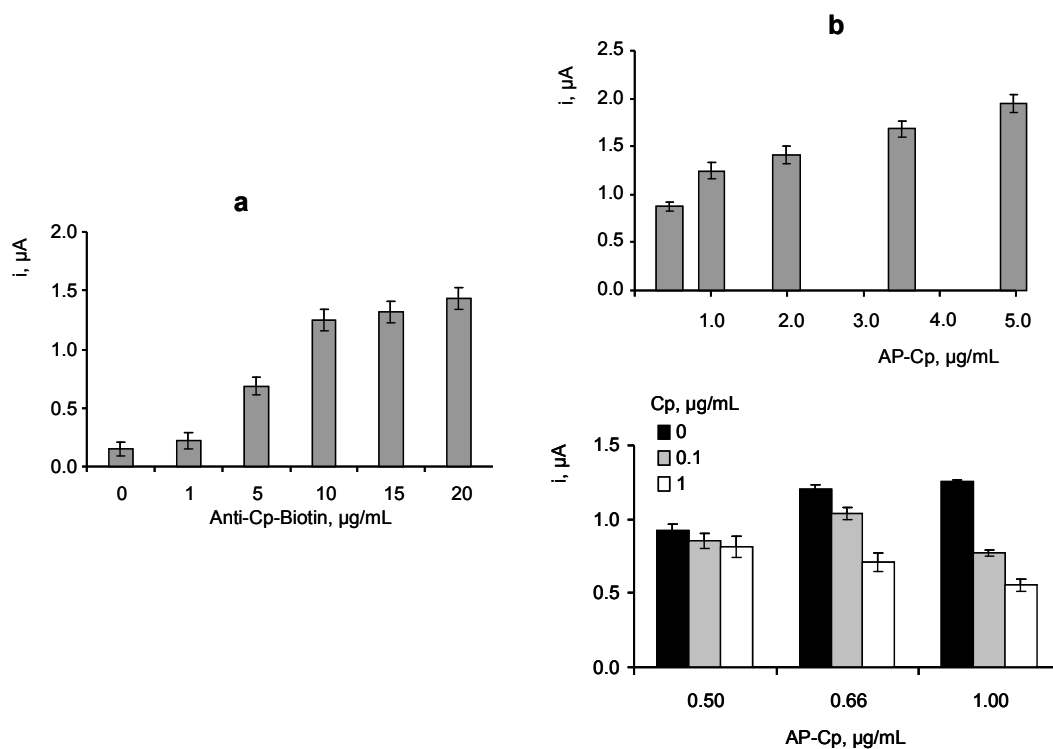 a
2.0
1.5
1.0
0.5
0.0
i, µA
0 1 5 10 15 20
Anti-Cp-Biotin, µg/mL
b
2.5
2.0
1.5
1.0
0.5
0.0
i, µA
1.0 2.0 3.0 4.0 5.0
AP-Cp, µg/mL
Cp, µg/mL
0
0.1
1
1.5
1.0
0.5
0.0
i, µA
0.50 0.66 1.00
AP-Cp, µg/mL